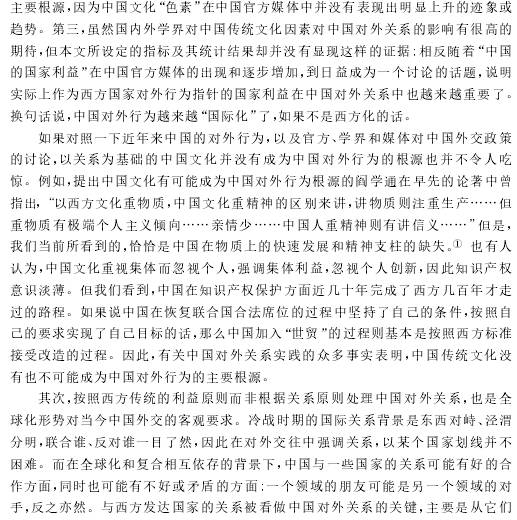 主要根源,因为中国文化“色素”在中国官方媒体中并没有表现出明显上升的迹象或
趋势。第三,虽然国内外学界对中国传统文化因素对中国对外关系的影响有很高的
期待,但本文所设定的指标及其统计结果却并没有显现这样的证据;相反随着“中国
的国家利益”在中国官方媒体的出现和逐步增加,到日益成为一个讨论的话题,说明
实际上作为西方国家对外行为指针的国家利益在中国对外关系中也越来越重要了。
换句话说,中国对外行为越来越“国际化”了,如果不是西方化的话。
如果对照一下近年来中国的对外行为,以及官方、学界和媒体对中国外交政策
的讨论,以关系为基础的中国文化并没有成为中国对外行为的根源也并不令人吃
惊。例如,提出中国文化有可能成为中国对外行为根源的阎学通在早先的论著中曾
指出,“以西方文化重物质,中国文化重精神的区别来讲,讲物质则注重生产……但
重物质有极端个人主义倾向……亲情少……中国人重精神则有讲信义……”但是,
我们当前所看到的,恰恰是中国在物质上的快速发展和精神支柱的缺失。① 也有人
认为,中国文化重视集体而忽视个人,强调集体利益,忽视个人创新,因此知识产权
意识淡薄。但我们看到,中国在知识产权保护方面近几十年完成了西方几百年才走
过的路程。如果说中国在恢复联合国合法席位的过程中坚持了自己的条件,按照自
己的要求实现了自己目标的话,那么中国加入“世贸”的过程则基本是按照西方标准
接受改造的过程。因此,有关中国对外关系实践的众多事实表明,中国传统文化没
有也不可能成为中国对外行为的主要根源。
其次,按照西方传统的利益原则而非根据关系原则处理中国对外关系,也是全
球化形势对当今中国外交的客观要求。冷战时期的国际关系背景是东西对峙、泾渭
分明,联合谁、反对谁一目了然,因此在对外交往中强调关系,以某个国家划线并不
困难。而在全球化和复合相互依存的背景下,中国与一些国家的关系可能有好的合
作方面,同时也可能有不好或矛盾的方面;一个领域的朋友可能是另一个领域的对
手,反之亦然。与西方发达国家的关系被看做中国对外关系的关键,主要是从它们